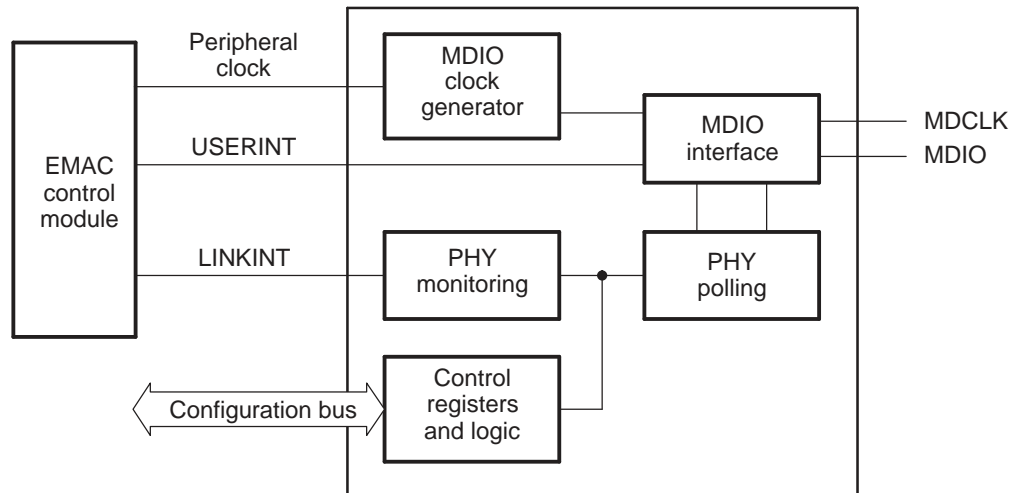 Peripheral
clock
MDIO
clock
generator
MDIO
interface
MDCLK
MDIO
USERINT
EMAC
control
module
LINKINT
PHY
monitoring
PHY
polling
Control
registers
and logic
Configuration bus